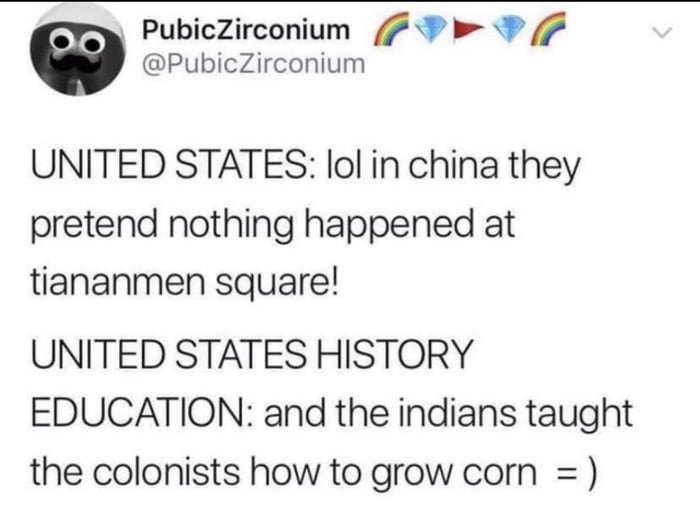 PubicZirconium 🌈💎🚩💎🌈
@PubicZirconium
UNITED STATES: lol in china they
pretend nothing happened at
tiananmen square!
UNITED STATES HISTORY
EDUCATION: and the indians taught
the colonists how to grow corn = )